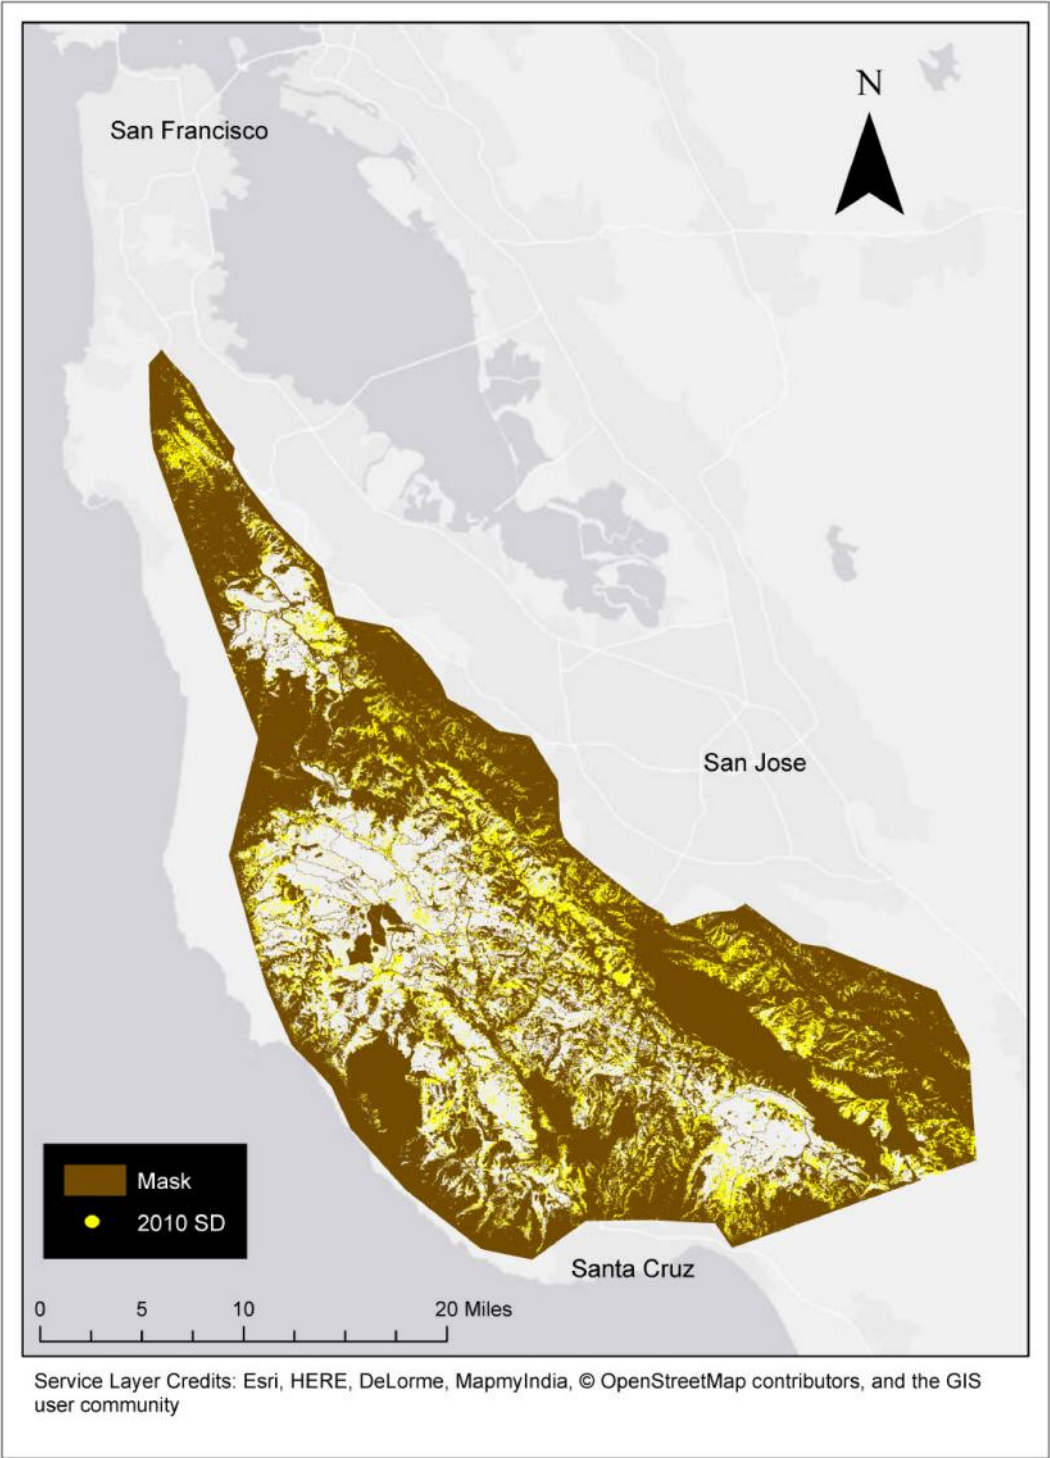 N
San Francisco
San Jose
Mask
2010 SD
Santa Cruz
0 5 10 20 Miles
Service Layer Credits: Esri, HERE, DeLorme, MapmyIndia, © OpenStreetMap contributors, and the GIS
user community